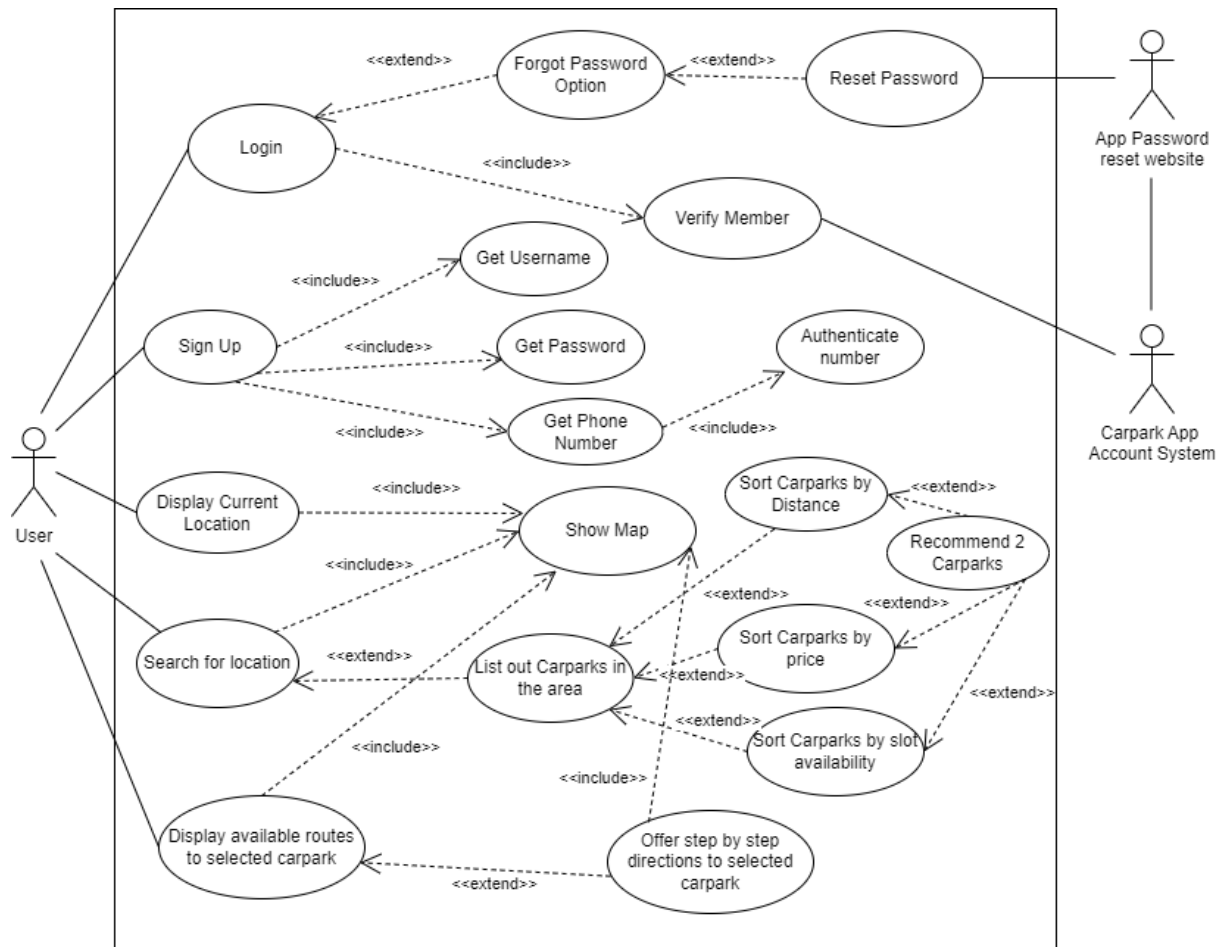 <<extend>>
Forgot Password
Option
<<extend>>
Reset Password
App Password
reset website
Login
<<include>>
Verify Member
Get Username
<<include>>
Sign Up
<<include>>
Get Password
Authenticate
number
<<include>>
Get Phone
Number
<<include>>
Carpark App
Account System
User
Display Current
Location
<<include>>
Show Map
Sort Carparks by
Distance
<<extend>>
Recommend 2
Carparks
<<include>>
<<extend>>
<<extend>>
Search for location
<<extend>>
List out Carparks in
the area
Sort Carparks by
price
<<extend>>
<<extend>>
<<extend>>
Sort Carparks by slot
availability
<<include>>
<<include>>
Display available routes
to selected carpark
Offer step by step
directions to selected
carpark
<<extend>>